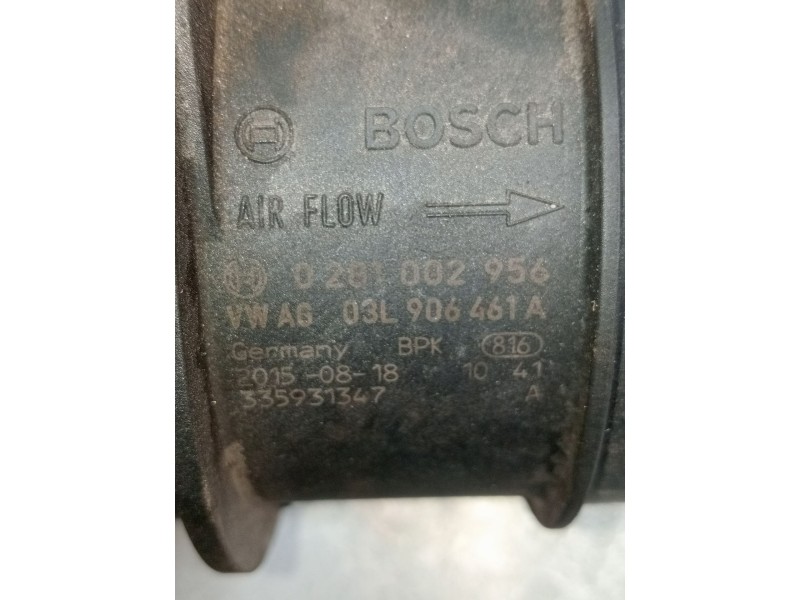 BOSCH
AIR FLOW
0 281 002 956
VW AG 03L 906 461 A
Germany BPK 816
2015-08-18 10 41
335931347 A